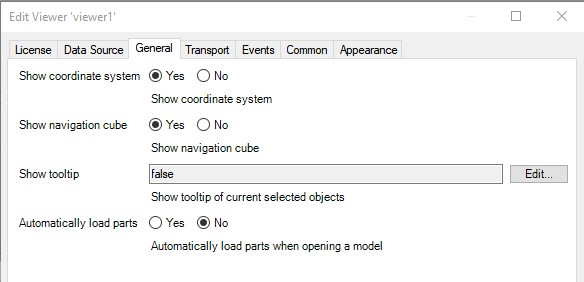 Edit Viewer 'viewer1'
License Data Source General Transport Events Common Appearance
Show coordinate system Yes No
Show coordinate system
Show navigation cube Yes No
Show navigation cube
Show tooltip false Edit...
Show tooltip of current selected objects
Automatically load parts Yes No
Automatically load parts when opening a model